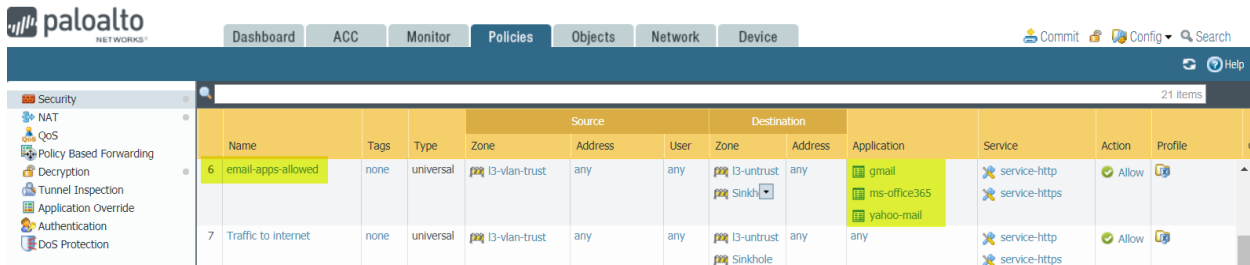 paloalto
NETWORKS®
Dashboard ACC Monitor Policies Objects Network Device
Commit Config Search
Help
Security
NAT
QoS
Policy Based Forwarding
Decryption
Tunnel Inspection
Application Override
Authentication
DoS Protection
21 items
Source Destination
Name Tags Type Zone Address User Zone Address Application Service Action Profile
6 email-apps-allowed none universal l3-vlan-trust any any l3-untrust any gmail service-http Allow
Sinkh ms-office365 service-https
yahoo-mail
7 Traffic to internet none universal l3-vlan-trust any any l3-untrust any any service-http Allow
Sinkhole service-https